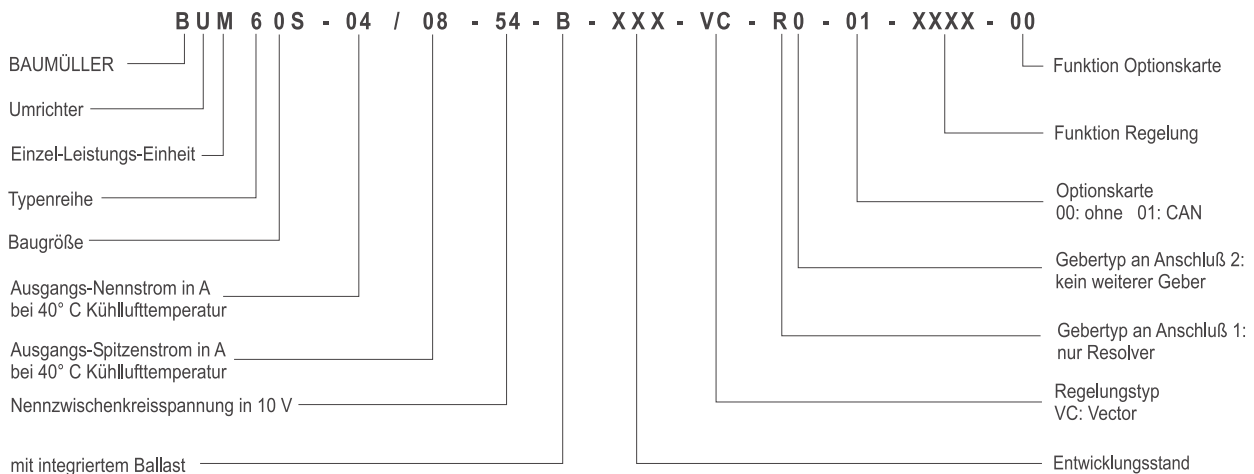 BUM60S-04/08-54-B-XXX-VC-R0-01-XXXX-00
BAUMÜLLER
Umrichter
Einzel-Leistungs-Einheit
Typenreihe
Baugröße
Ausgangs-Nennstrom in A
bei 40° C Kühllufttemperatur
Ausgangs-Spitzenstrom in A
bei 40° C Kühllufttemperatur
Nennzwischenkreisspannung in 10 V
mit integriertem Ballast
Funktion Optionskarte
Funktion Regelung
Optionskarte
00: ohne 01: CAN
Gebertyp an Anschluß 2:
kein weiterer Geber
Gebertyp an Anschluß 1:
nur Resolver
Regelungstyp
VC: Vector
Entwicklungsstand